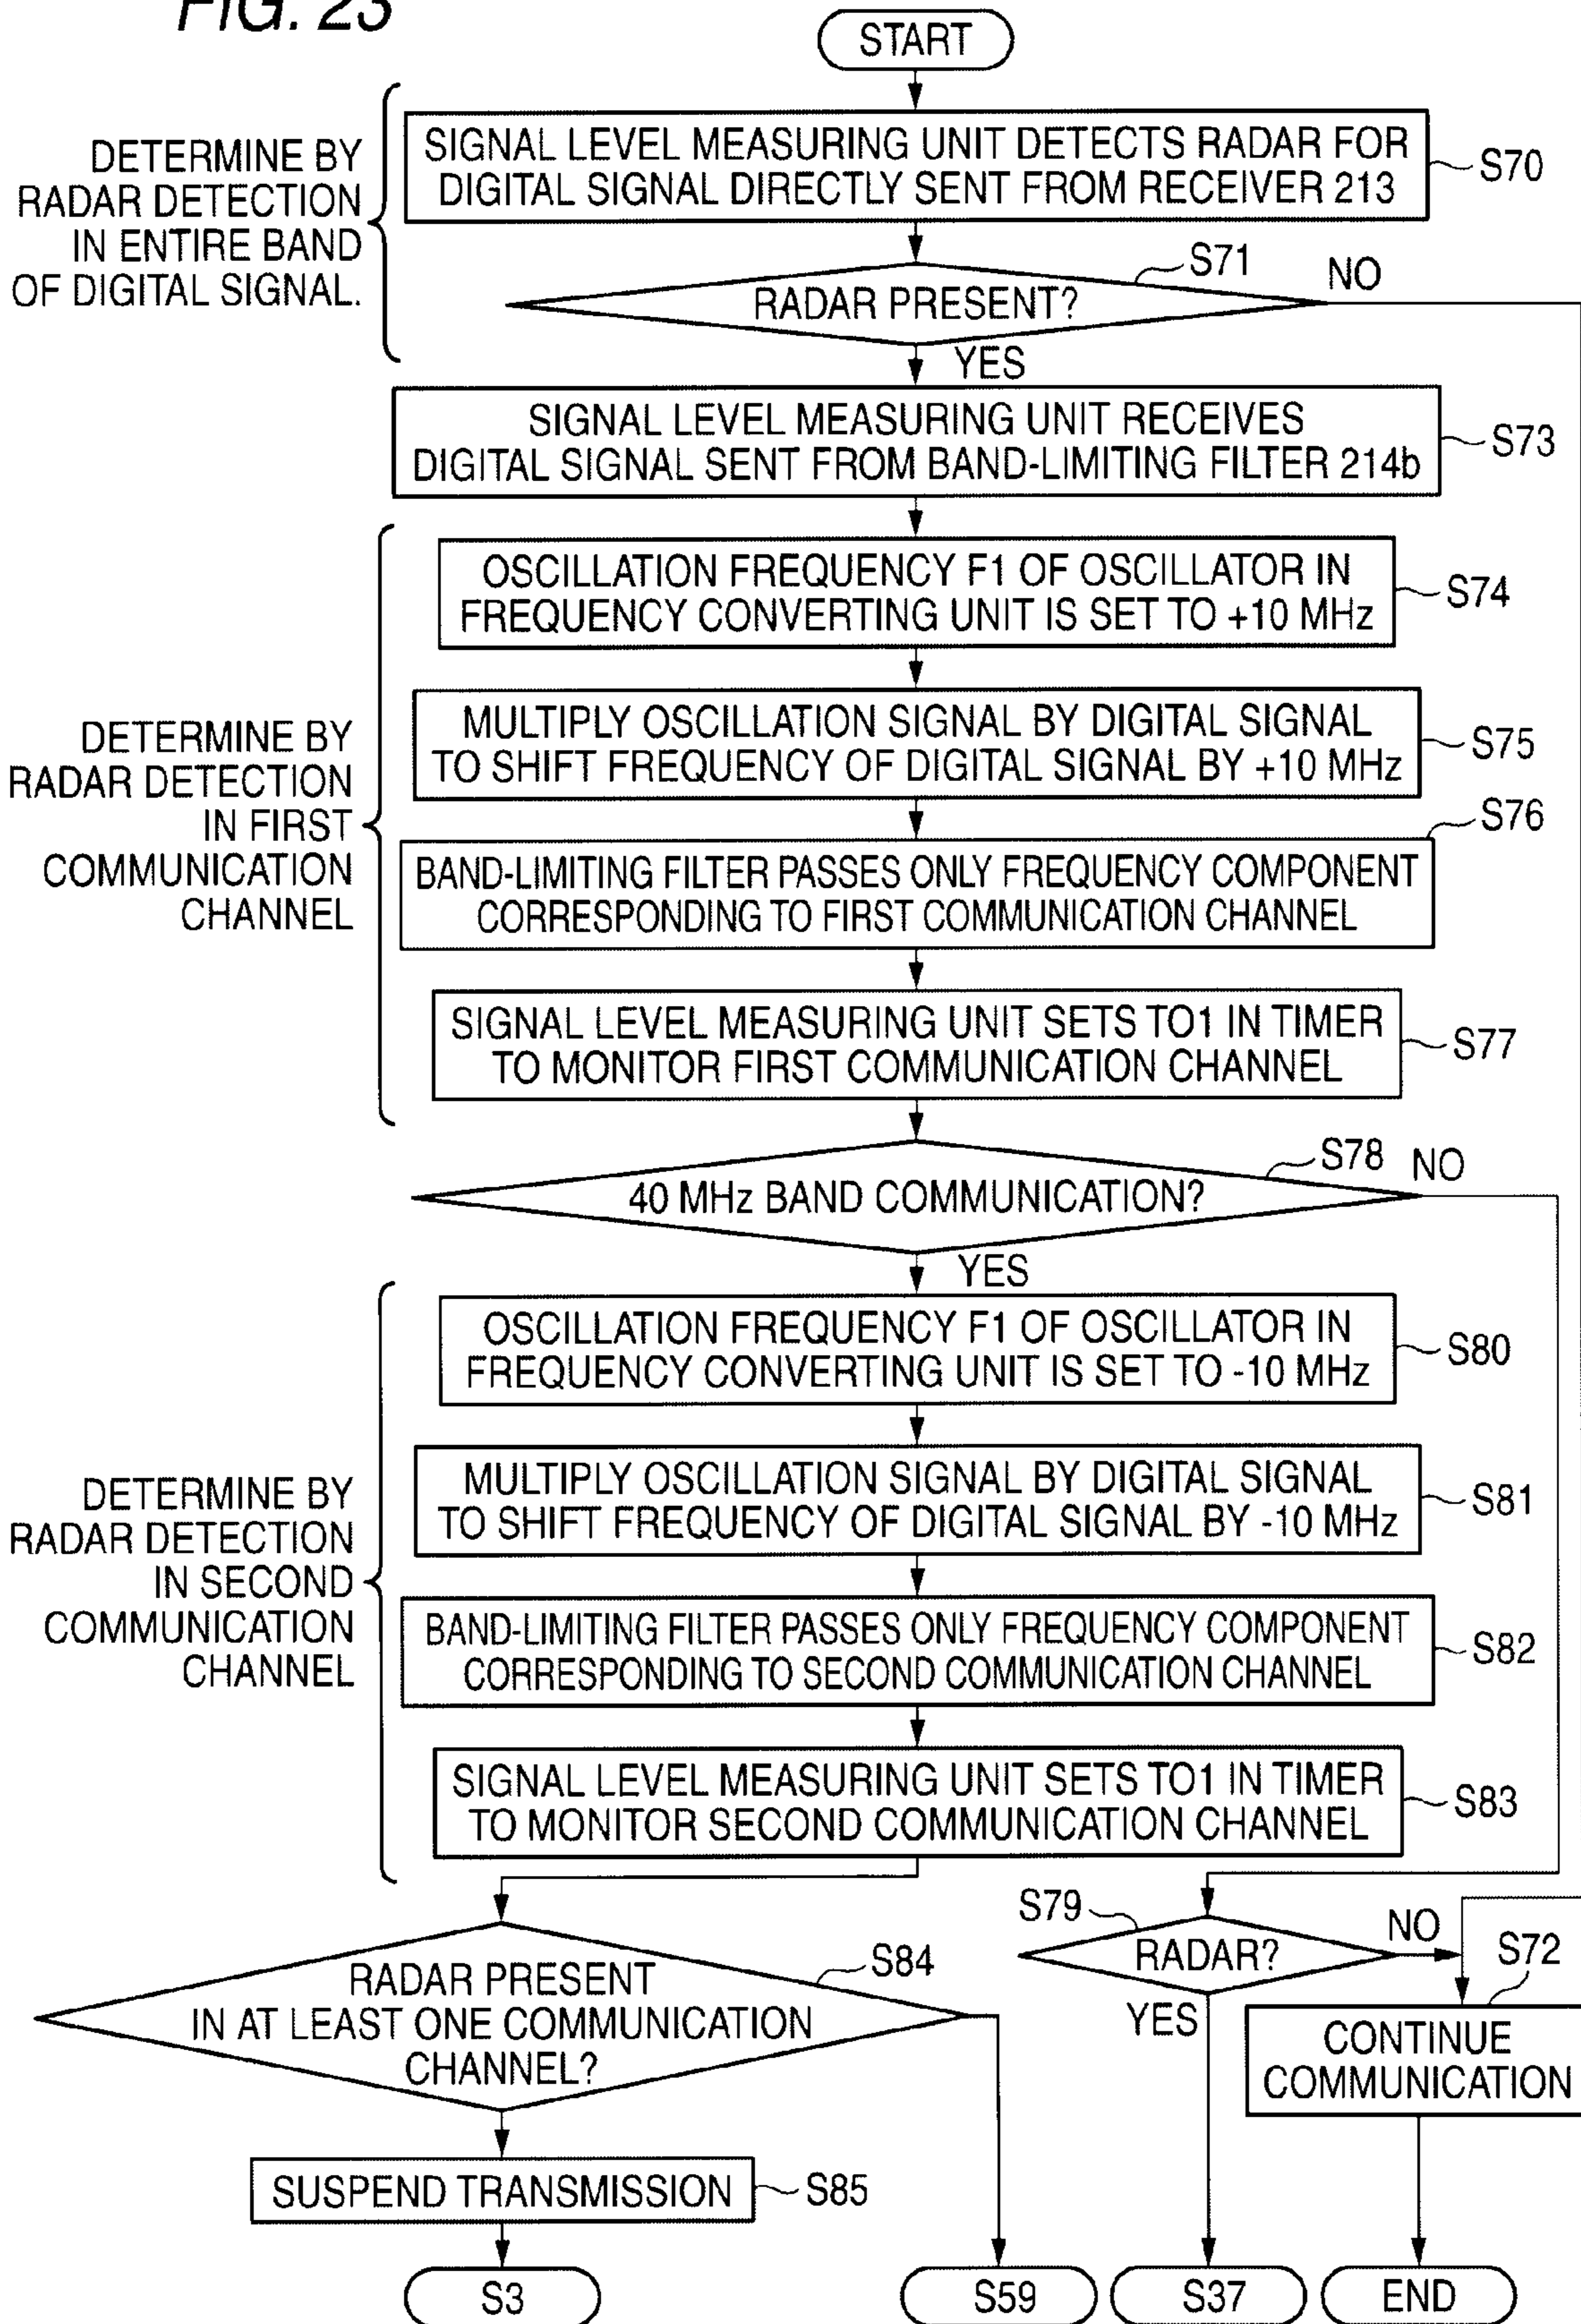 FIG. 23
START
DETERMINE BY
RADAR DETECTION
IN ENTIRE BAND
OF DIGITAL SIGNAL.
SIGNAL LEVEL MEASURING UNIT DETECTS RADAR FOR
DIGITAL SIGNAL DIRECTLY SENT FROM RECEIVER 213
S70
S71
NO
RADAR PRESENT?
YES
SIGNAL LEVEL MEASURING UNIT RECEIVES
DIGITAL SIGNAL SENT FROM BAND-LIMITING FILTER 214b
S73
DETERMINE BY
RADAR DETECTION
IN FIRST
COMMUNICATION
CHANNEL
OSCILLATION FREQUENCY F1 OF OSCILLATOR IN
FREQUENCY CONVERTING UNIT IS SET TO +10 MHz
S74
MULTIPLY OSCILLATION SIGNAL BY DIGITAL SIGNAL
TO SHIFT FREQUENCY OF DIGITAL SIGNAL BY +10 MHz
S75
S76
BAND-LIMITING FILTER PASSES ONLY FREQUENCY COMPONENT
CORRESPONDING TO FIRST COMMUNICATION CHANNEL
SIGNAL LEVEL MEASURING UNIT SETS TO1 IN TIMER
TO MONITOR FIRST COMMUNICATION CHANNEL
S77
S78
NO
40 MHz BAND COMMUNICATION?
YES
DETERMINE BY
RADAR DETECTION
IN SECOND
COMMUNICATION
CHANNEL
OSCILLATION FREQUENCY F1 OF OSCILLATOR IN
FREQUENCY CONVERTING UNIT IS SET TO -10 MHz
S80
MULTIPLY OSCILLATION SIGNAL BY DIGITAL SIGNAL
TO SHIFT FREQUENCY OF DIGITAL SIGNAL BY -10 MHz
S81
BAND-LIMITING FILTER PASSES ONLY FREQUENCY COMPONENT
CORRESPONDING TO SECOND COMMUNICATION CHANNEL
S82
SIGNAL LEVEL MEASURING UNIT SETS TO1 IN TIMER
TO MONITOR SECOND COMMUNICATION CHANNEL
S83
S84
RADAR PRESENT
IN AT LEAST ONE COMMUNICATION
CHANNEL?
S79
NO
RADAR?
YES
S72
CONTINUE
COMMUNICATION
SUSPEND TRANSMISSION
S85
S3
S59
S37
END